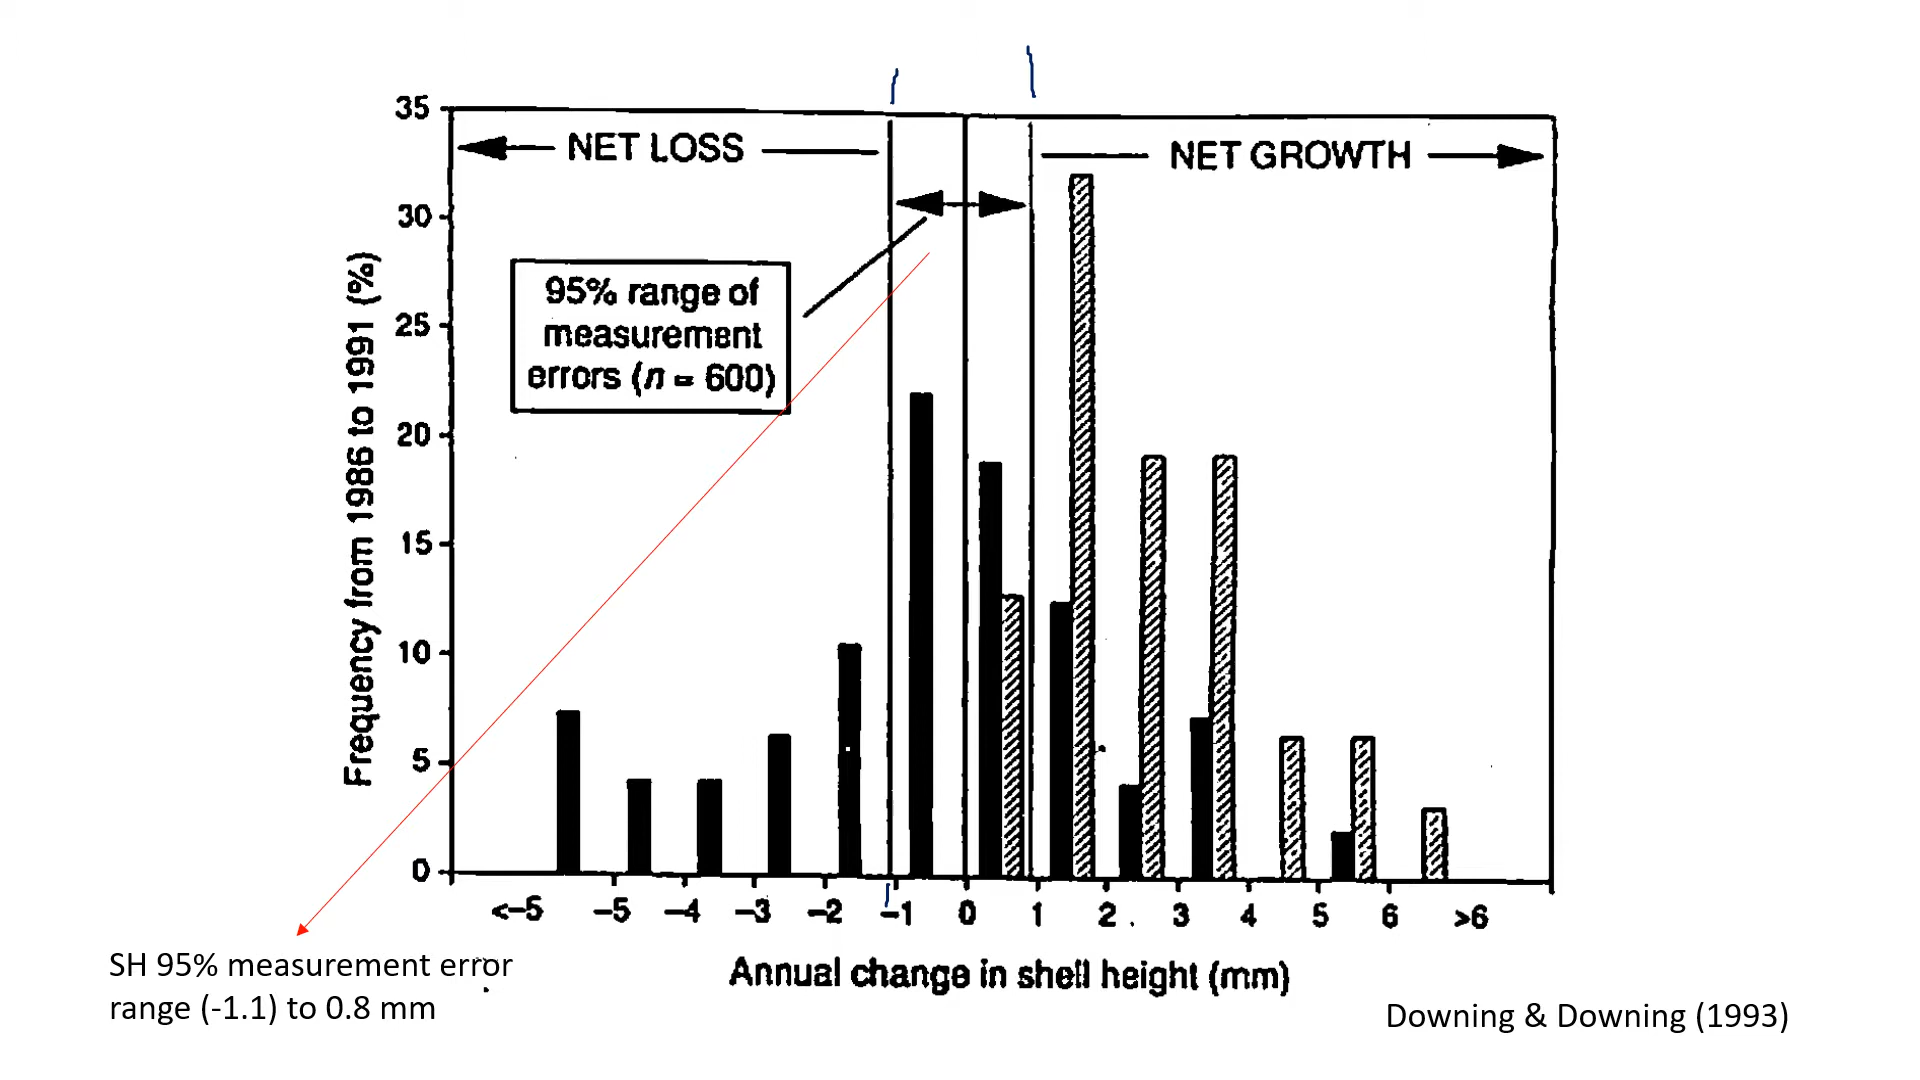 35
NET LOSS
NET GROWTH
30
95% range of
measurement
errors (n = 600)
25
20
15
10
5
0
Frequency from 1986 to 1991 (%)
<-5 -5 -4 -3 -2 -1 0 1 2 3 4 5 6 >6
Annual change in shell height (mm)
SH 95% measurement error
range (-1.1) to 0.8 mm
Downing & Downing (1993)